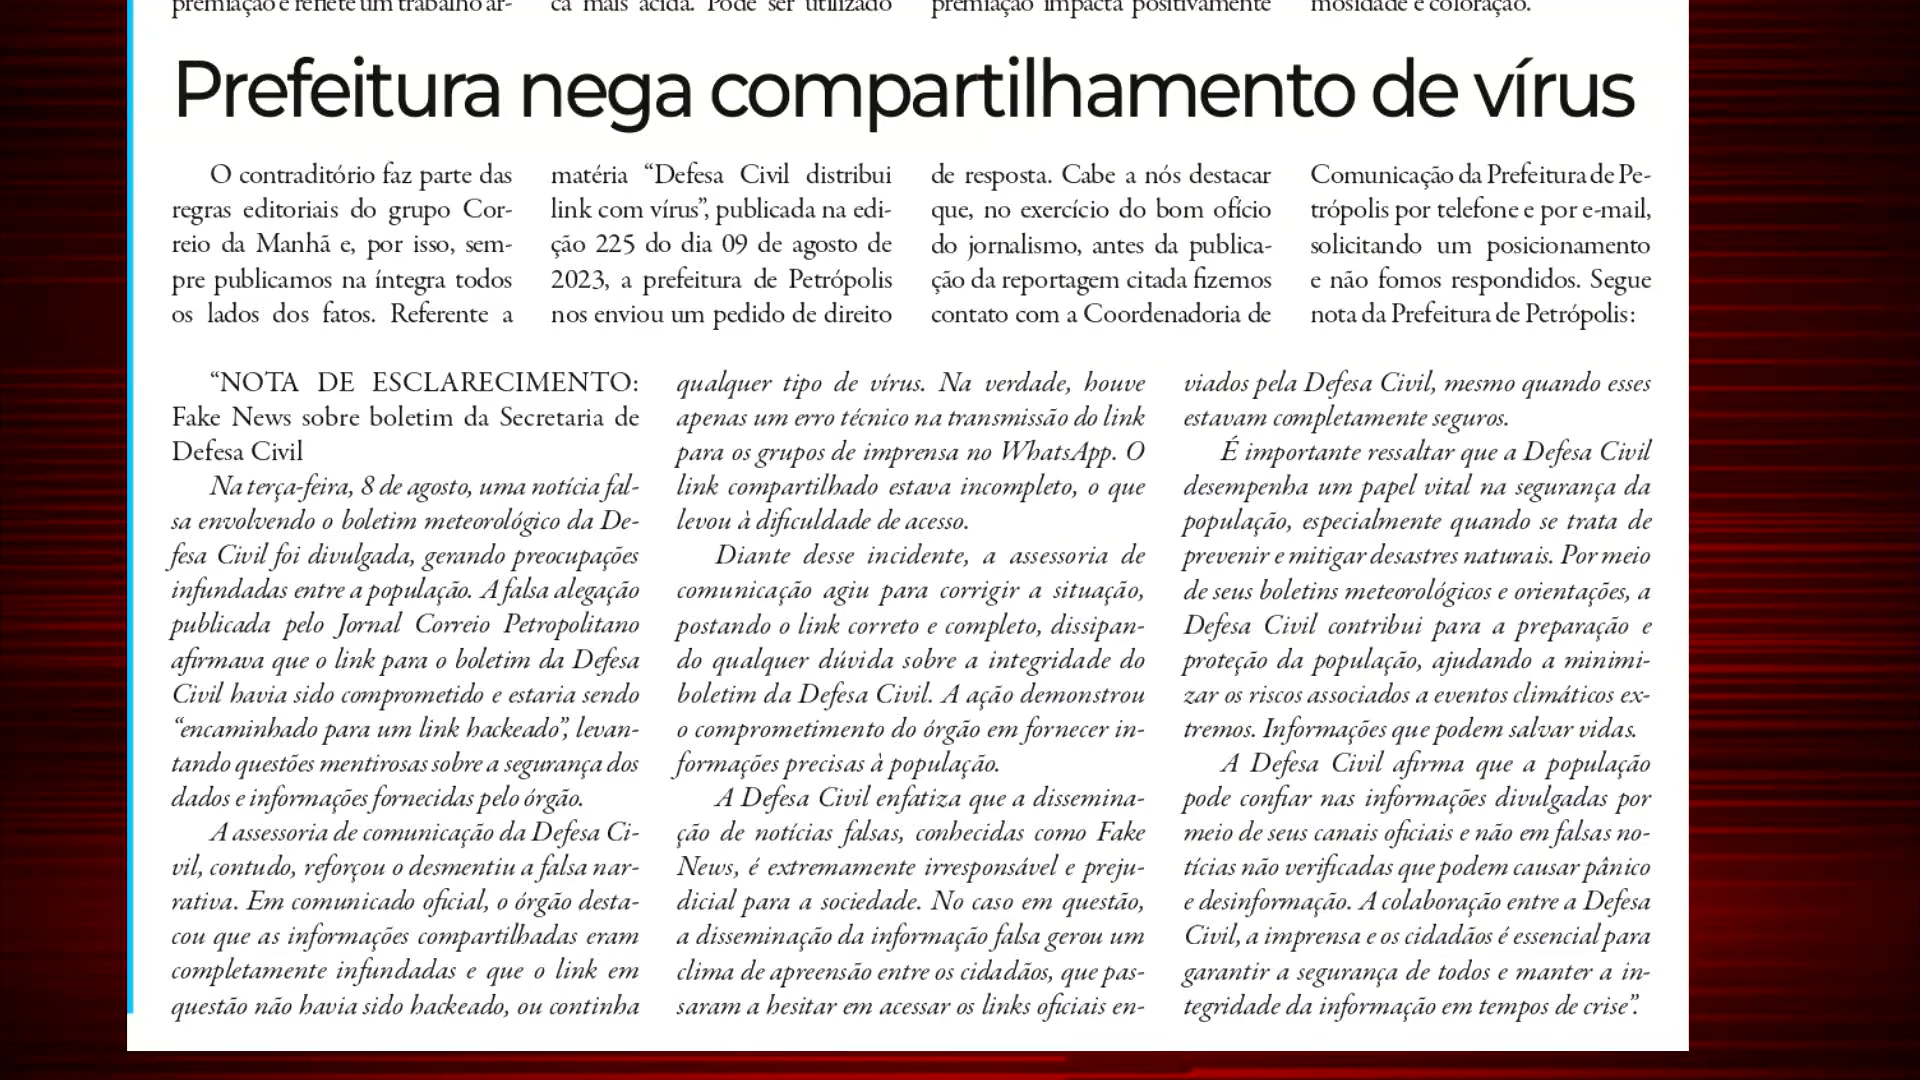 premiação e reflete um trabalho ar-
ca mais ácida. Pode ser utilizado
premiação impacta positivamente
mosidade e coloração.
Prefeitura nega compartilhamento de vírus
O contraditório faz parte das
regras editoriais do grupo Cor-
reio da Manhã e, por isso, sem-
pre publicamos na íntegra todos
os lados dos fatos. Referente a
matéria “Defesa Civil distribui
link com vírus”, publicada na edi-
ção 225 do dia 09 de agosto de
2023, a prefeitura de Petrópolis
nos enviou um pedido de direito
de resposta. Cabe a nós destacar
que, no exercício do bom ofício
do jornalismo, antes da publica-
ção da reportagem citada fizemos
contato com a Coordenadoria de
Comunicação da Prefeitura de Pe-
trópolis por telefone e por e-mail,
solicitando um posicionamento
e não fomos respondidos. Segue
nota da Prefeitura de Petrópolis:
“NOTA DE ESCLARECIMENTO:
Fake News sobre boletim da Secretaria de
Defesa Civil
Na terça-feira, 8 de agosto, uma notícia fal-
sa envolvendo o boletim meteorológico da De-
fesa Civil foi divulgada, gerando preocupações
infundadas entre a população. A falsa alegação
publicada pelo Jornal Correio Petropolitano
afirmava que o link para o boletim da Defesa
Civil havia sido comprometido e estaria sendo
“encaminhado para um link hackeado”, levan-
tando questões mentirosas sobre a segurança dos
dados e informações fornecidas pelo órgão.
A assessoria de comunicação da Defesa Ci-
vil, contudo, reforçou o desmentiu a falsa nar-
rativa. Em comunicado oficial, o órgão desta-
cou que as informações compartilhadas eram
completamente infundadas e que o link em
questão não havia sido hackeado, ou continha
qualquer tipo de vírus. Na verdade, houve
apenas um erro técnico na transmissão do link
para os grupos de imprensa no WhatsApp. O
link compartilhado estava incompleto, o que
levou à dificuldade de acesso.
Diante desse incidente, a assessoria de
comunicação agiu para corrigir a situação,
postando o link correto e completo, dissipan-
do qualquer dúvida sobre a integridade do
boletim da Defesa Civil. A ação demonstrou
o comprometimento do órgão em fornecer in-
formações precisas à população.
A Defesa Civil enfatiza que a dissemina-
ção de notícias falsas, conhecidas como Fake
News, é extremamente irresponsável e preju-
dicial para a sociedade. No caso em questão,
a disseminação da informação falsa gerou um
clima de apreensão entre os cidadãos, que pas-
saram a hesitar em acessar os links oficiais en-
viados pela Defesa Civil, mesmo quando esses
estavam completamente seguros.
É importante ressaltar que a Defesa Civil
desempenha um papel vital na segurança da
população, especialmente quando se trata de
prevenir e mitigar desastres naturais. Por meio
de seus boletins meteorológicos e orientações, a
Defesa Civil contribui para a preparação e
proteção da população, ajudando a minimi-
zar os riscos associados a eventos climáticos ex-
tremos. Informações que podem salvar vidas.
A Defesa Civil afirma que a população
pode confiar nas informações divulgadas por
meio de seus canais oficiais e não em falsas no-
tícias não verificadas que podem causar pânico
e desinformação. A colaboração entre a Defesa
Civil, a imprensa e os cidadãos é essencial para
garantir a segurança de todos e manter a in-
tegridade da informação em tempos de crise”.